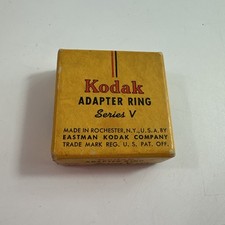 Kodak
ADAPTER RING
Series V
MADE IN ROCHESTER, N.Y., U.S.A. BY
EASTMAN KODAK COMPANY
TRADE MARK REG. U. S. PAT. OFF.